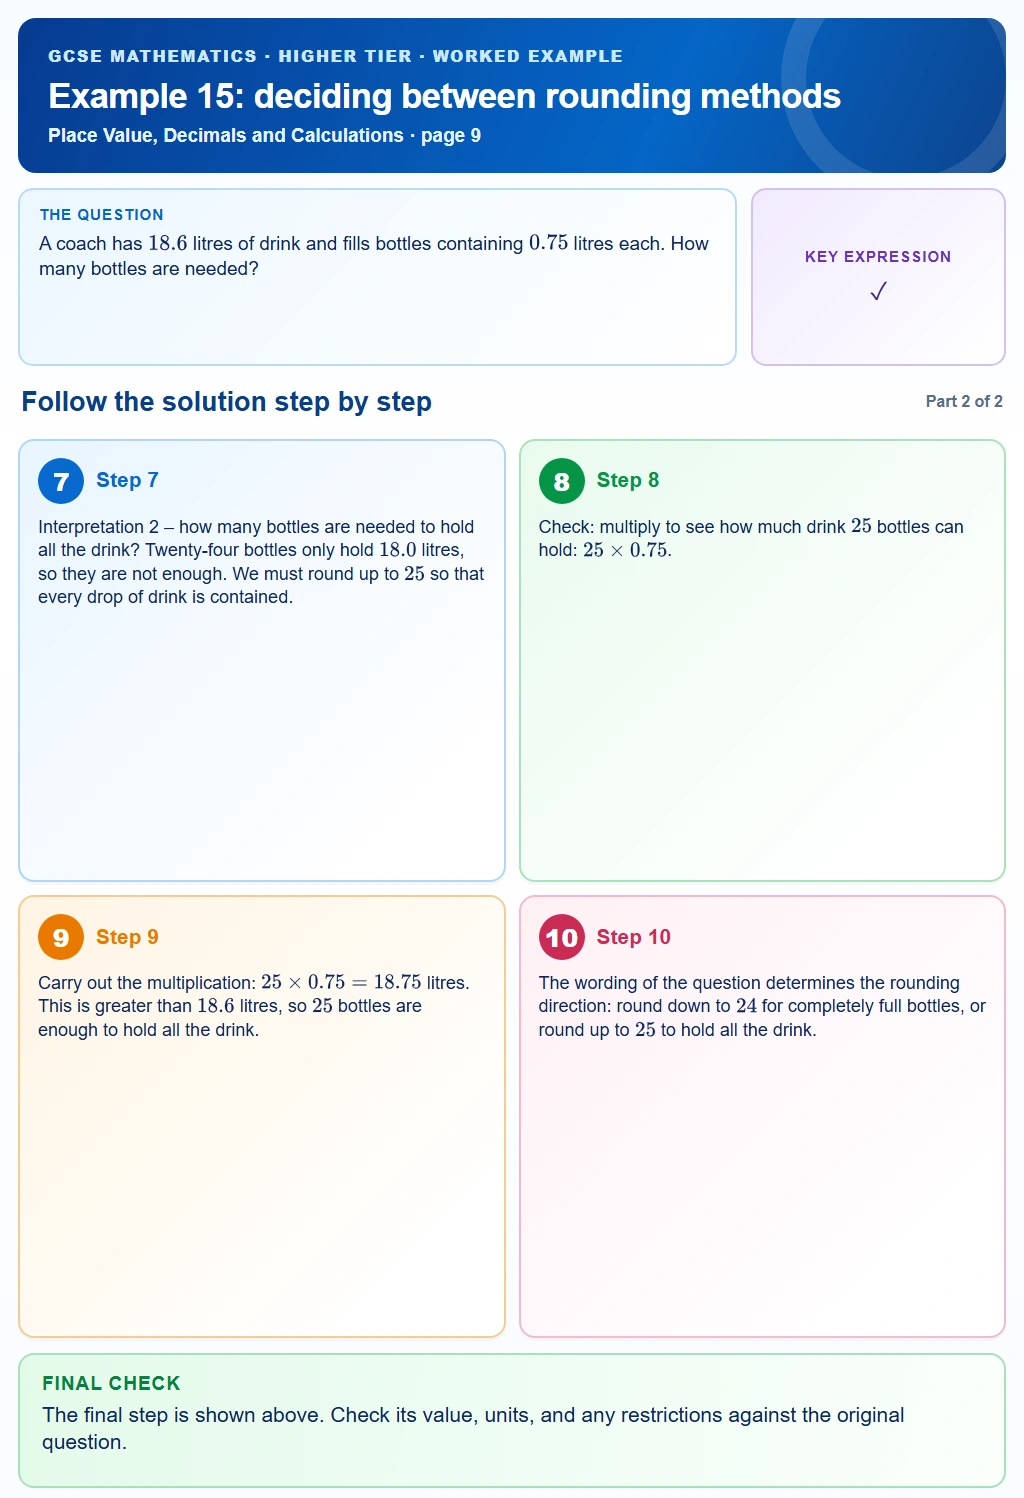 GCSE MATHEMATICS · HIGHER TIER · WORKED EXAMPLE
Example 15: deciding between rounding methods
Place Value, Decimals and Calculations · page 9
THE QUESTION
A coach has 18.6 litres of drink and fills bottles containing 0.75 litres each. How
many bottles are needed?
KEY EXPRESSION
✓
Follow the solution step by step
Part 2 of 2
7 Step 7
Interpretation 2 – how many bottles are needed to hold
all the drink? Twenty-four bottles only hold 18.0 litres,
so they are not enough. We must round up to 25 so that
every drop of drink is contained.
8 Step 8
Check: multiply to see how much drink 25 bottles can
hold: 25 × 0.75.
9 Step 9
Carry out the multiplication: 25 × 0.75 = 18.75 litres.
This is greater than 18.6 litres, so 25 bottles are
enough to hold all the drink.
10 Step 10
The wording of the question determines the rounding
direction: round down to 24 for completely full bottles, or
round up to 25 to hold all the drink.
FINAL CHECK
The final step is shown above. Check its value, units, and any restrictions against the original
question.